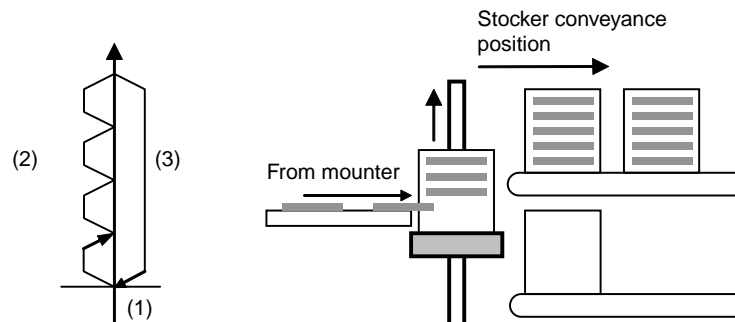 Stocker conveyance
position
(2)
(3)
From mounter
(1)